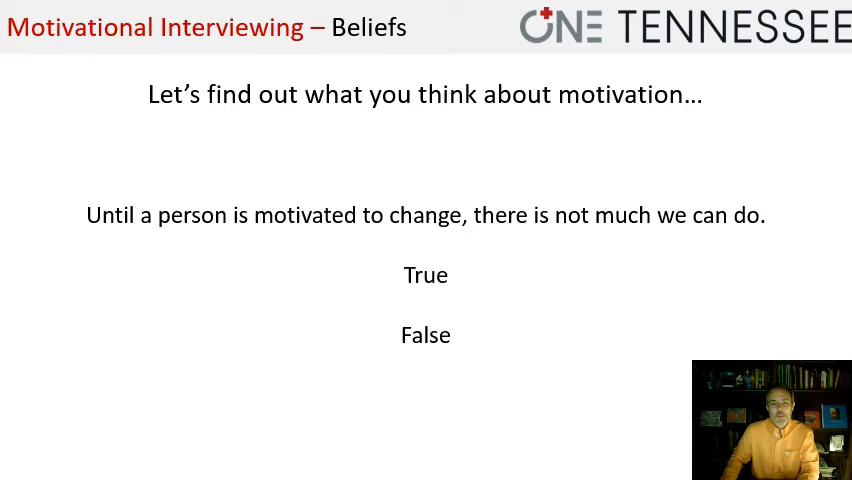 Motivational Interviewing – Beliefs
ONE TENNESSEE
Let’s find out what you think about motivation…
Until a person is motivated to change, there is not much we can do.
True
False